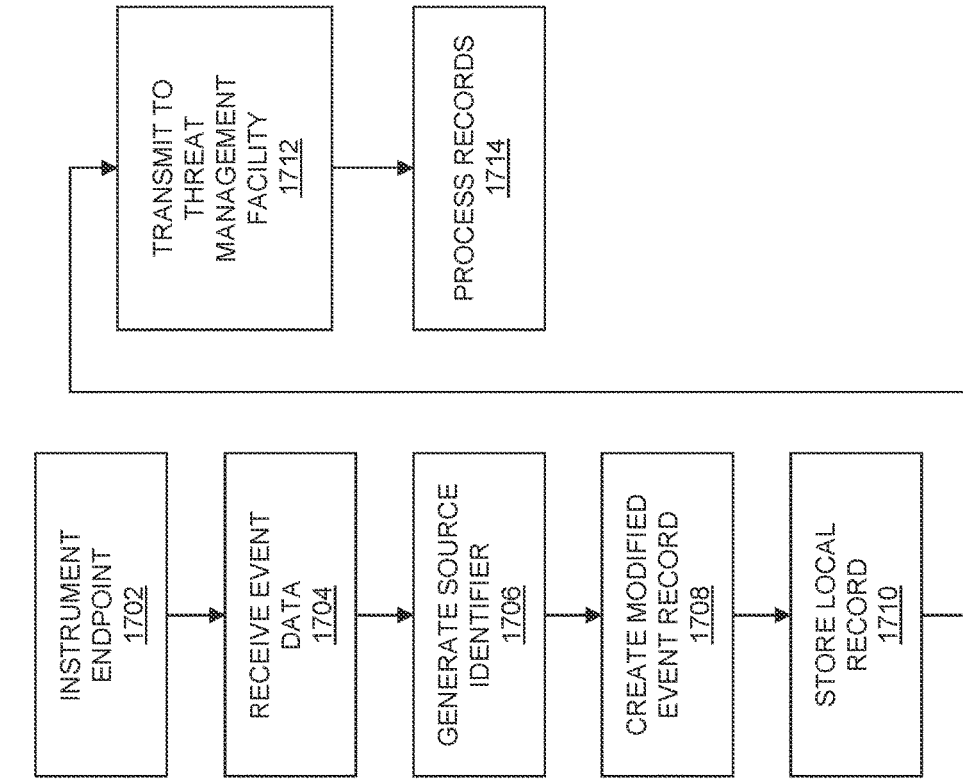 INSTRUMENT
ENDPOINT
1702
RECEIVE EVENT
DATA
1704
GENERATE SOURCE
IDENTIFIER
1706
CREATE MODIFIED
EVENT RECORD
1708
STORE LOCAL
RECORD
1710
TRANSMIT TO
THREAT
MANAGEMENT
FACILITY
1712
PROCESS RECORDS
1714